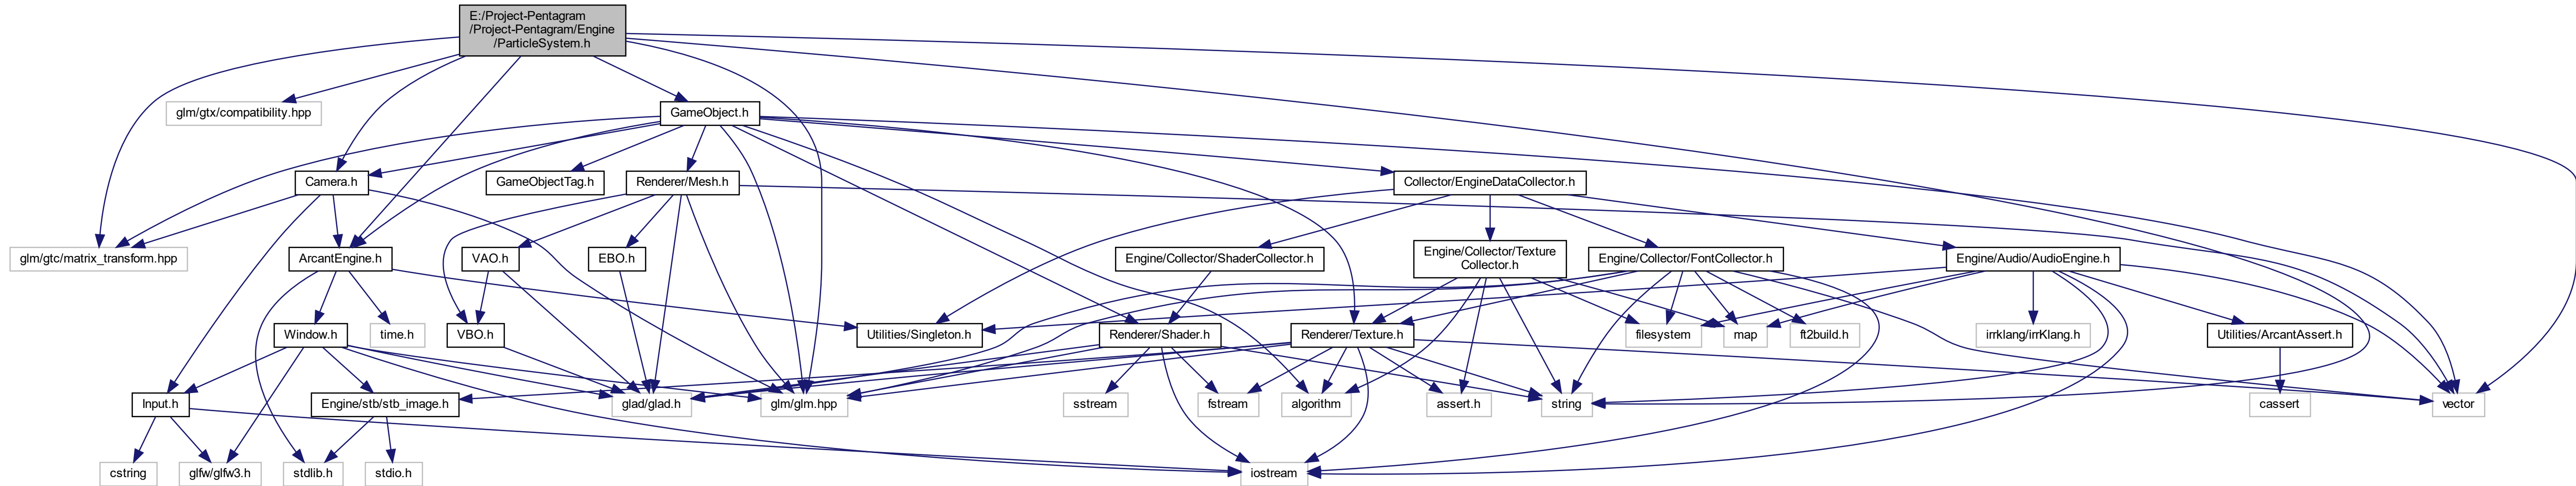 E:/Project-Pentagram
/Project-Pentagram/Engine
/ParticleSystem.h
glm/gtx/compatibility.hpp
GameObject.h
Camera.h
GameObjectTag.h
Renderer/Mesh.h
Collector/EngineDataCollector.h
glm/gtc/matrix_transform.hpp
ArcantEngine.h
VAO.h
EBO.h
Engine/Collector/ShaderCollector.h
Engine/Collector/Texture
Collector.h
Engine/Collector/FontCollector.h
Engine/Audio/AudioEngine.h
Window.h
time.h
VBO.h
Utilities/Singleton.h
Renderer/Shader.h
Renderer/Texture.h
filesystem
map
ft2build.h
irrklang/irrKlang.h
Utilities/ArcantAssert.h
Input.h
Engine/stb/stb_image.h
glad/glad.h
glm/glm.hpp
sstream
fstream
algorithm
assert.h
string
cassert
vector
cstring
glfw/glfw3.h
stdlib.h
stdio.h
iostream